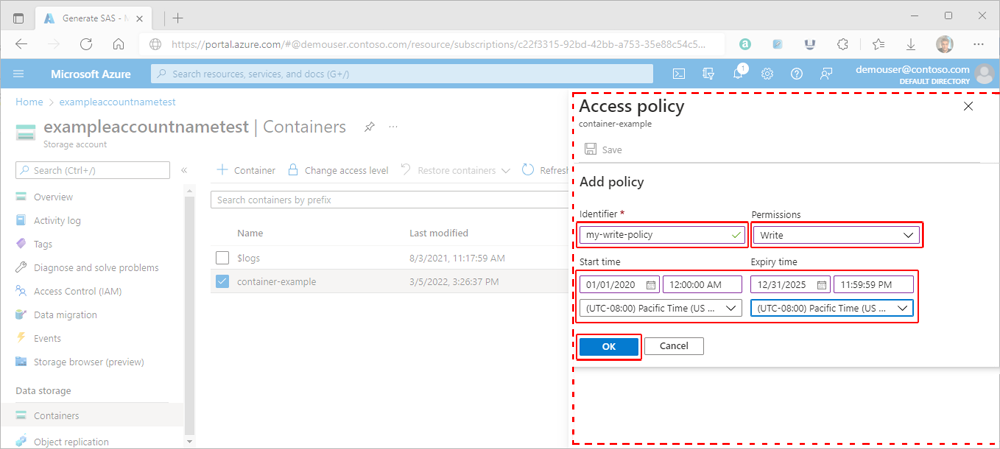 Generate SAS - M
https://portal.azure.com/#@demouser.contoso.com/resource/subscriptions/c22f3315-92bd-42bb-a753-35e88c54c5...
Microsoft Azure
Search resources, services, and docs (G+/)
1
demouser@contoso.com
DEFAULT DIRECTORY
Home > exampleaccountnametest
exampleaccountnametest | Containers
...
Storage account
Search (Ctrl+/)
«
Overview
Activity log
Tags
Diagnose and solve problems
Access Control (IAM)
Data migration
Events
Storage browser (preview)
Data storage
Containers
Object replication
+ Container
Change access level
Restore containers
Refresh
Search containers by prefix
Name
Last modified
$logs
8/3/2021, 11:17:59 AM
container-example
3/5/2022, 3:26:37 PM
Access policy
container-example
Save
Add policy
Identifier *
Permissions
my-write-policy
Write
Start time
Expiry time
01/01/2020
12:00:00 AM
12/31/2025
11:59:59 PM
(UTC-08:00) Pacific Time (US ...
(UTC-08:00) Pacific Time (US ...
OK
Cancel